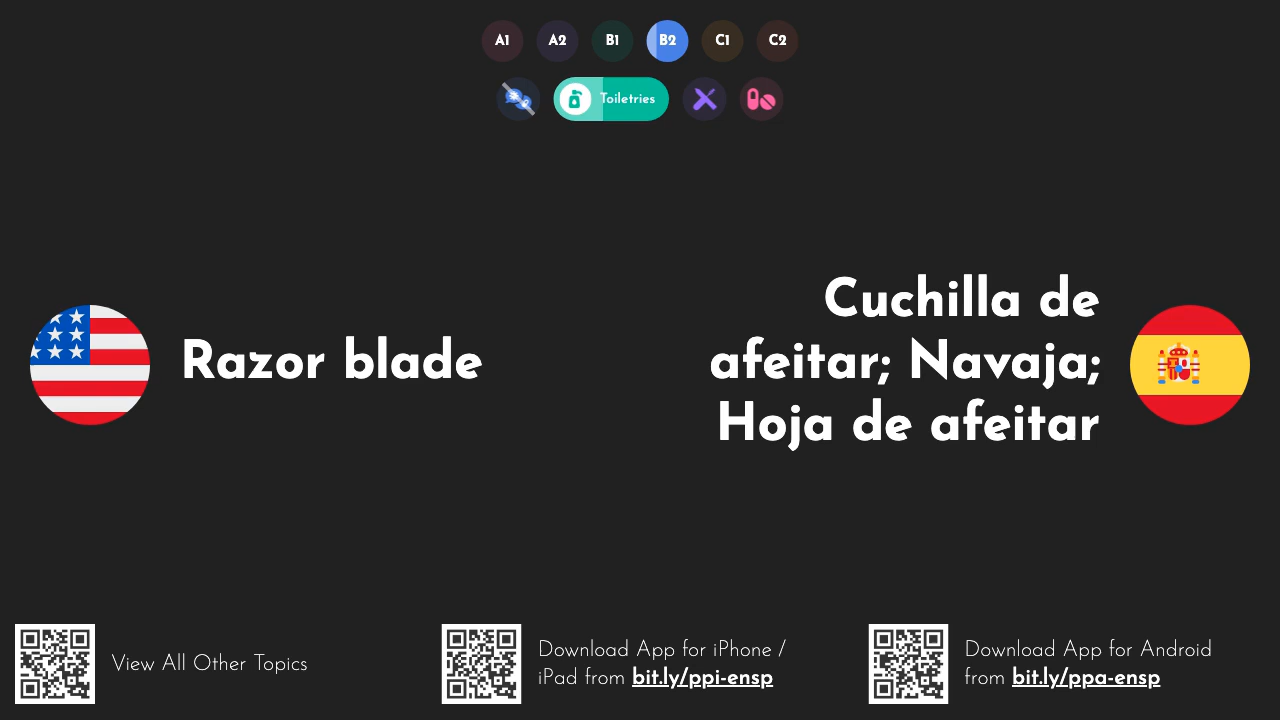 A1 A2 B1 B2 C1 C2
Toiletries
Razor blade
Cuchilla de
afeitar; Navaja;
Hoja de afeitar
View All Other Topics
Download App for iPhone /
iPad from bit.ly/ppi-ensp
Download App for Android
from bit.ly/ppa-ensp